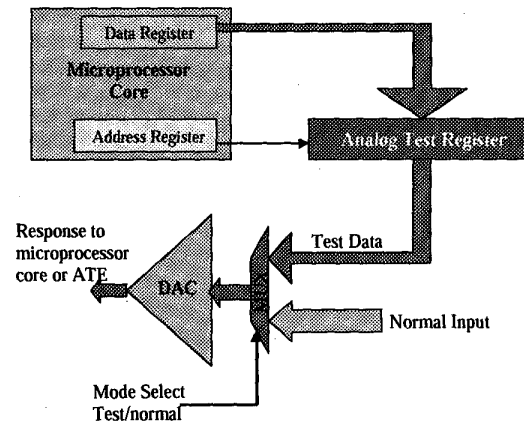 Data Register
Microprocessor
Core
Address Register
Analog Test Register
Response to
microprocessor
core or ATE
Test Data
DAC
MUX
Normal Input
Mode Select
Test/normal